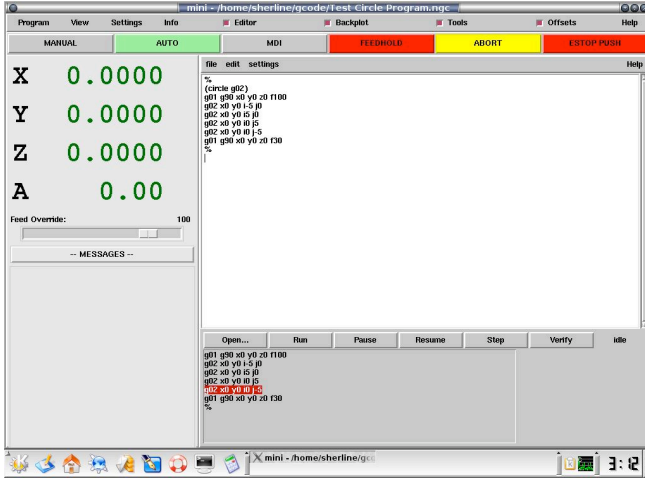 mini - /home/sherline/gcode/Test Circle Program.ngc
Program View Settings Info Editor Backplot Tools Offsets Help
MANUAL AUTO MDI FEEDHOLD ABORT ESTOP PUSH
file edit settings Help
X 0.0000
Y 0.0000
Z 0.0000
A 0.00
Feed Override: 100
-- MESSAGES --
%
(circle g02)
g01 g90 x0 y0 z0 f100
g02 x0 y0 i-5 j0
g02 x0 y0 i5 j0
g02 x0 y0 i0 j5
g02 x0 y0 i0 j-5
g01 g90 x0 y0 z0 f30
%
Open... Run Pause Resume Step Verify idle
g01 g90 x0 y0 z0 f100
g02 x0 y0 i-5 j0
g02 x0 y0 i5 j0
g02 x0 y0 i0 j5
g02 x0 y0 i0 j-5
g01 g90 x0 y0 z0 f30
%
mini - /home/sherline/gco
3:12